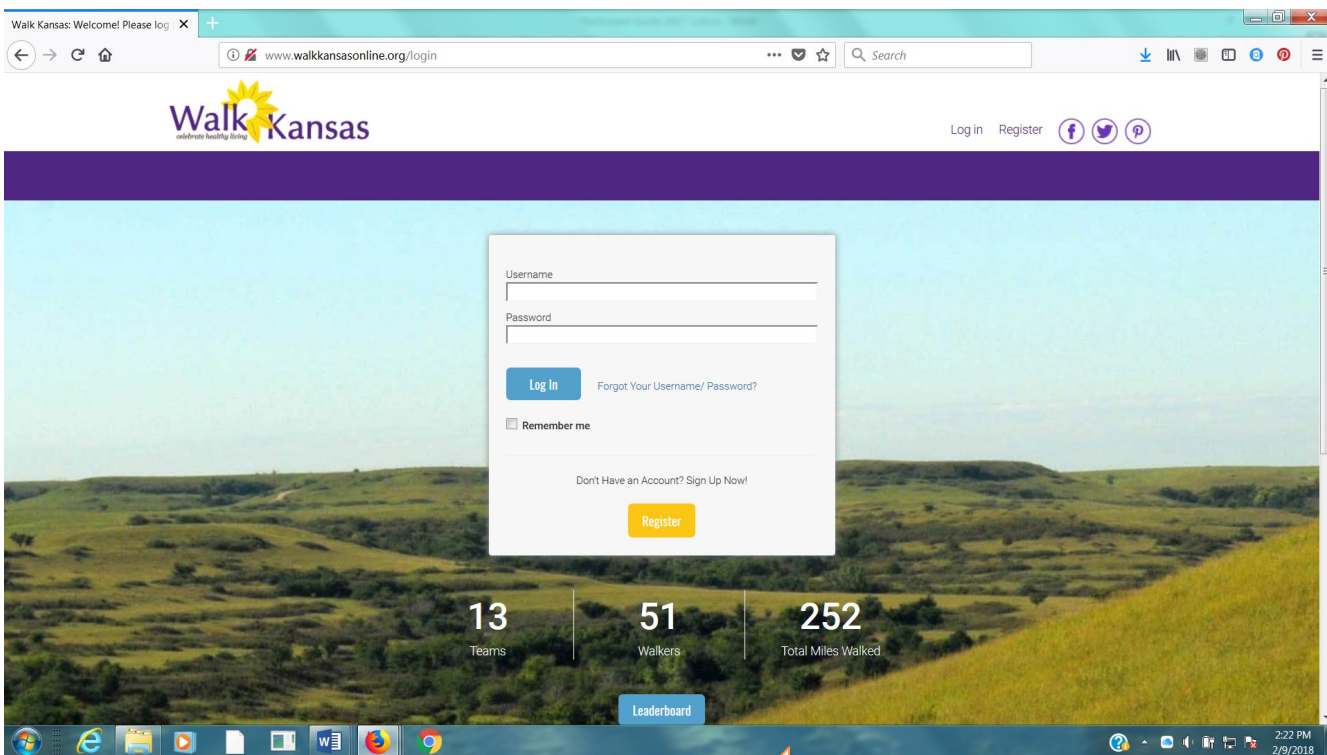 Walk Kansas: Welcome! Please log
www.walkkansasonline.org/login
Search
Walk Kansas
celebrate healthy living
Log in Register
Username
Password
Log In Forgot Your Username/ Password?
Remember me
Don't Have an Account? Sign Up Now!
Register
13 51 252
Teams Walkers Total Miles Walked
Leaderboard
2:22 PM
2/9/2018